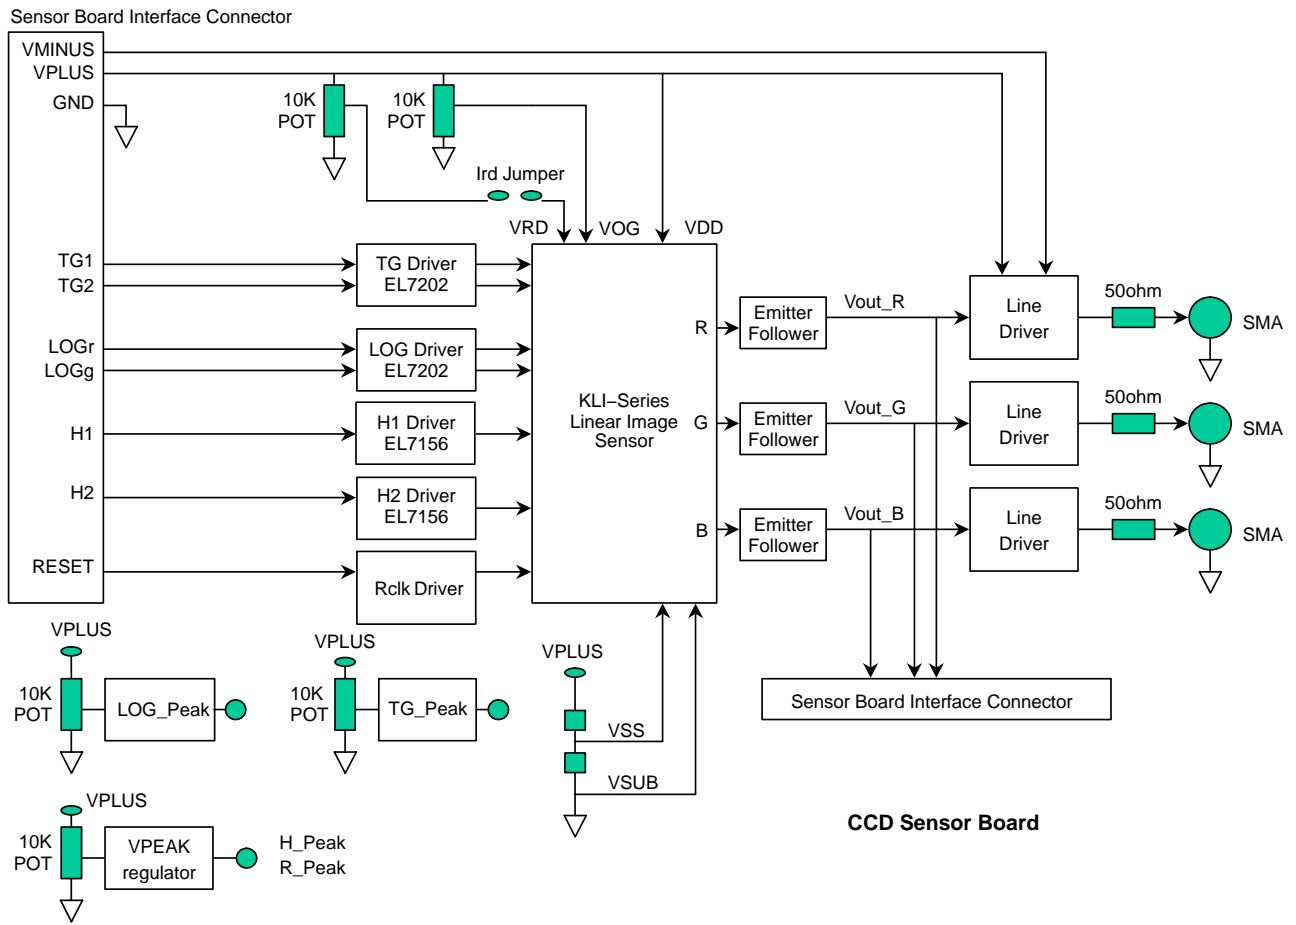 Sensor Board Interface Connector
VMINUS
VPLUS
GND
10K
POT
10K
POT
Ird Jumper
VRD
VOG
VDD
TG1
TG2
TG Driver
EL7202
LOGr
LOGg
LOG Driver
EL7202
H1
H1 Driver
EL7156
H2
H2 Driver
EL7156
RESET
Rclk Driver
KLI–Series
Linear Image
Sensor
R
G
B
Emitter
Follower
Vout_R
Line
Driver
50ohm
SMA
Emitter
Follower
Vout_G
Line
Driver
50ohm
SMA
Emitter
Follower
Vout_B
Line
Driver
50ohm
SMA
VPLUS
10K
POT
LOG_Peak
VPLUS
10K
POT
TG_Peak
VPLUS
VSS
VSUB
Sensor Board Interface Connector
VPLUS
10K
POT
VPEAK
regulator
H_Peak
R_Peak
CCD Sensor Board